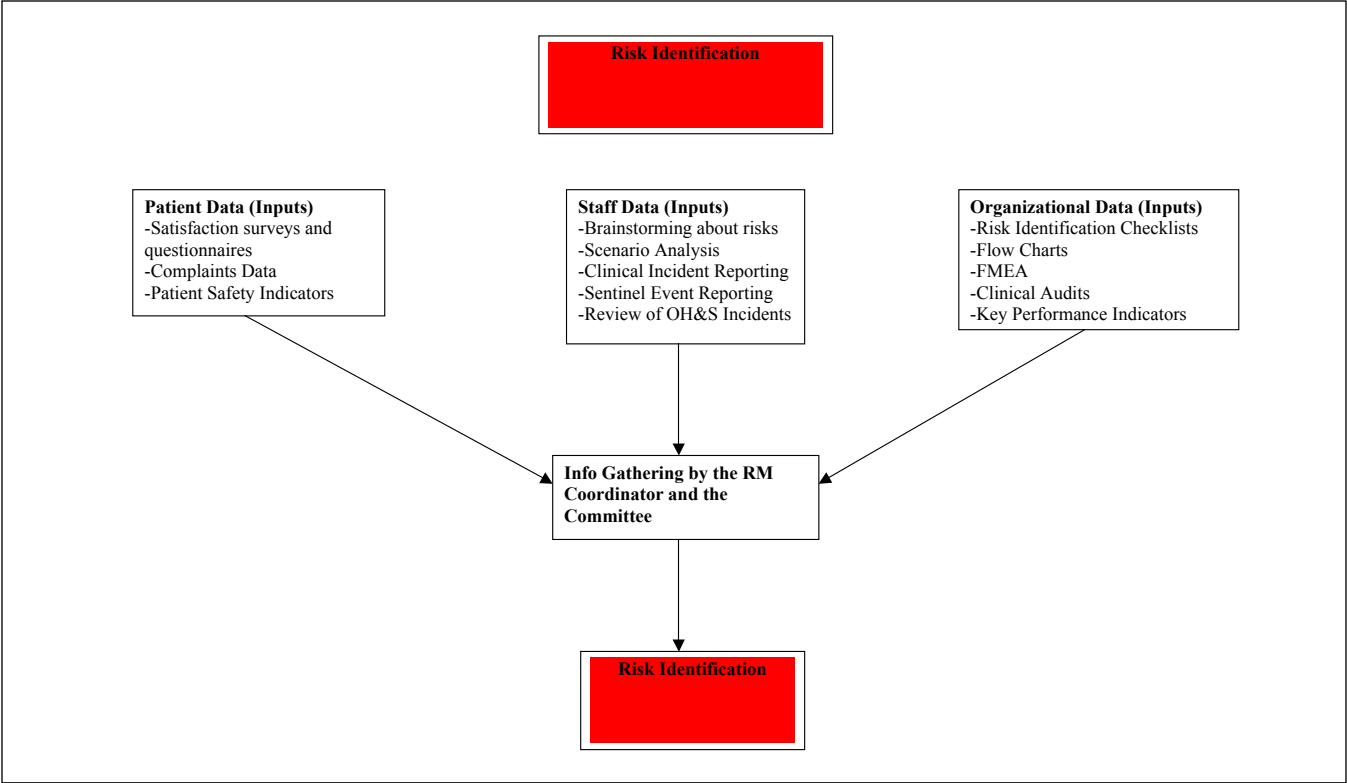 Risk Identification
Patient Data (Inputs)
-Satisfaction surveys and
questionnaires
-Complaints Data
-Patient Safety Indicators
Staff Data (Inputs)
-Brainstorming about risks
-Scenario Analysis
-Clinical Incident Reporting
-Sentinel Event Reporting
-Review of OH&S Incidents
Organizational Data (Inputs)
-Risk Identification Checklists
-Flow Charts
-FMEA
-Clinical Audits
-Key Performance Indicators
Info Gathering by the RM
Coordinator and the
Committee
Risk Identification